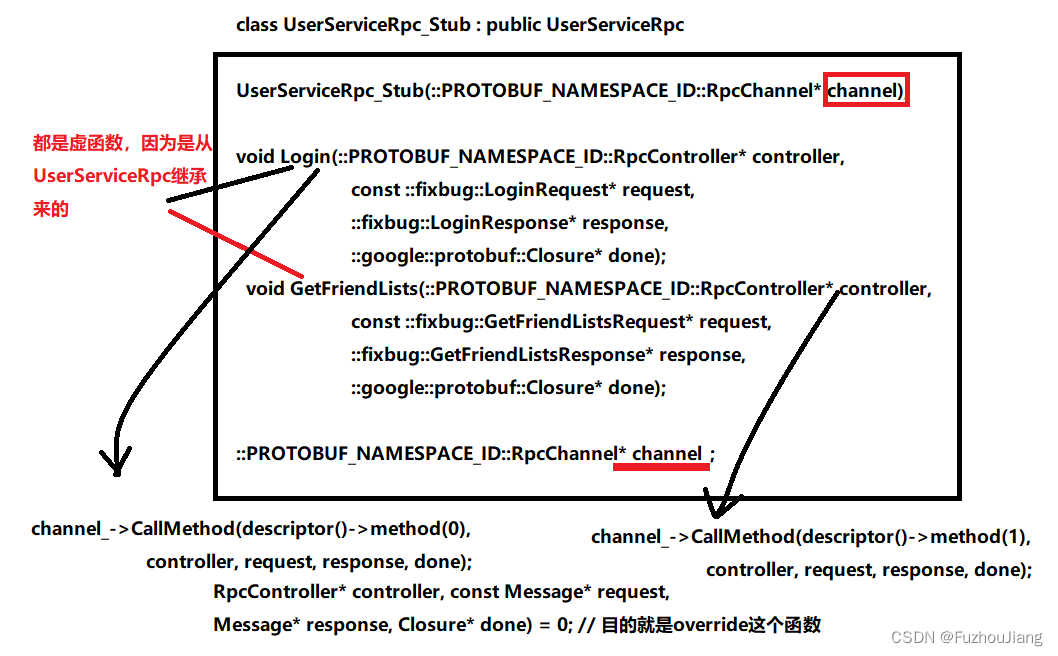 class UserServiceRpc_Stub : public UserServiceRpc
UserServiceRpc_Stub(::PROTOBUF_NAMESPACE_ID::RpcChannel* channel)
都是虚函数，因为是从
UserServiceRpc继承
来的
void Login(::PROTOBUF_NAMESPACE_ID::RpcController* controller,
const ::fixbug::LoginRequest* request,
::fixbug::LoginResponse* response,
::google::protobuf::Closure* done);
void GetFriendLists(::PROTOBUF_NAMESPACE_ID::RpcController* controller,
const ::fixbug::GetFriendListsRequest* request,
::fixbug::GetFriendListsResponse* response,
::google::protobuf::Closure* done);
::PROTOBUF_NAMESPACE_ID::RpcChannel* channel_;
channel_->CallMethod(descriptor()->method(0),
controller, request, response, done);
channel_->CallMethod(descriptor()->method(1),
controller, request, response, done);
RpcController* controller, const Message* request,
Message* response, Closure* done) = 0; // 目的就是override这个函数
CSDN @FuzhouJiang